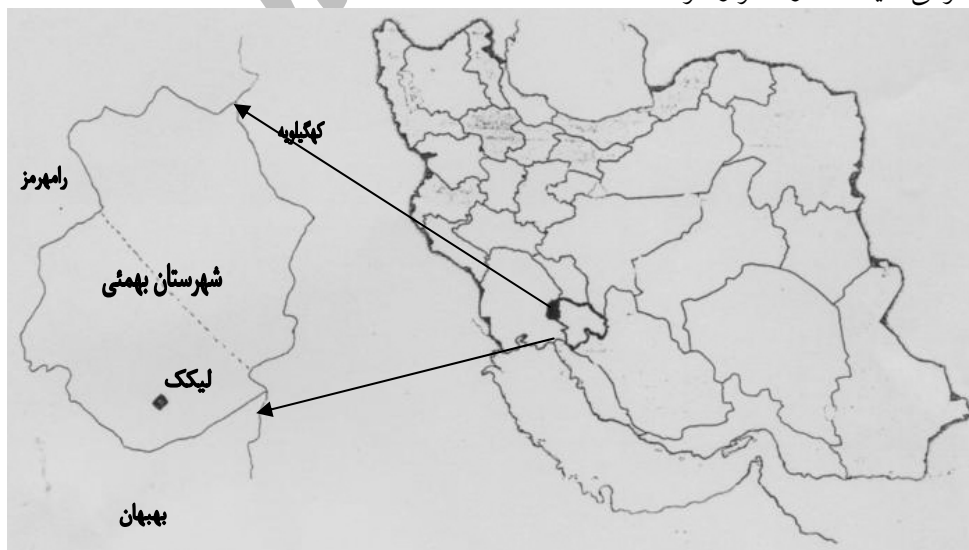 کهگیلویه
رامهرمز
شهرستان بهمئی
لیکک
بهبهان